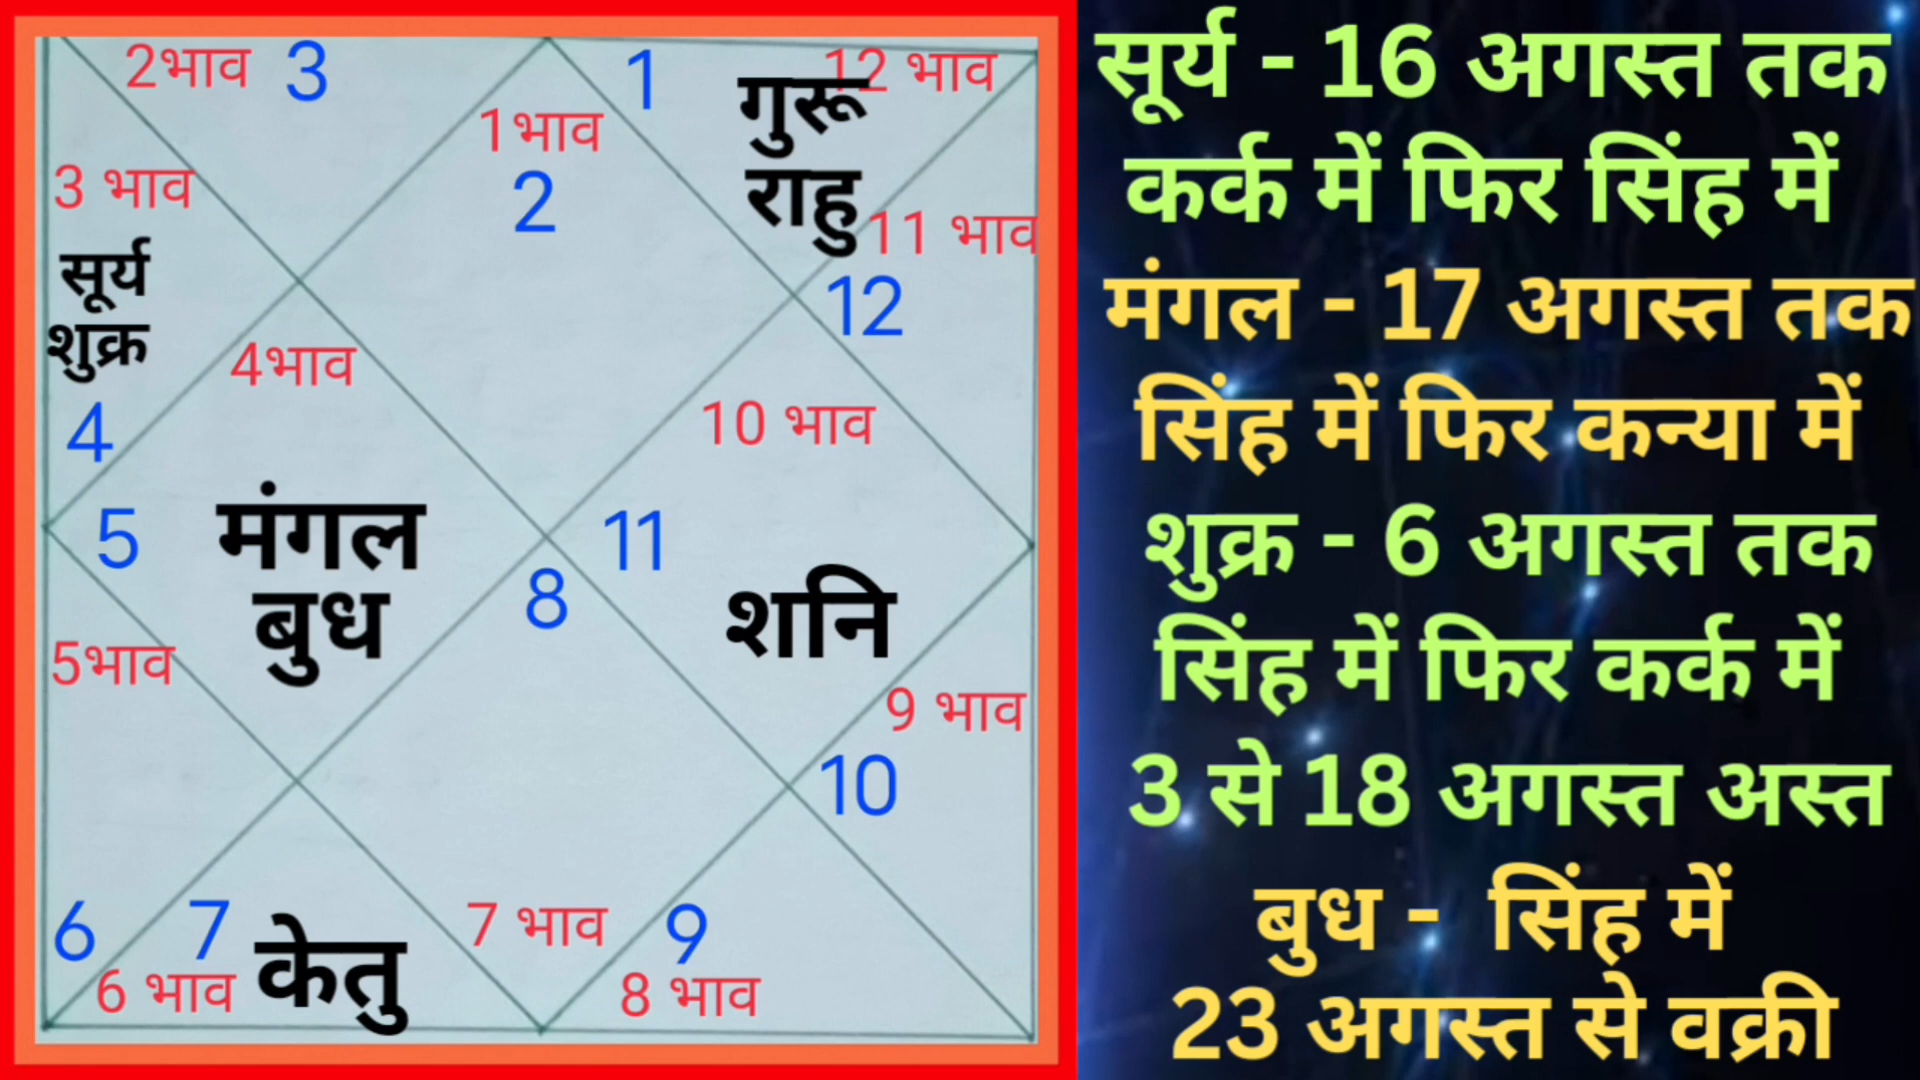 2भाव 3
1भाव
2
1 12 भाव
गुरू
राहु
3 भाव
सूर्य
शुक्र
4
11 भाव
12
4भाव
10 भाव
5 मंगल
बुध
8
11
शनि
5भाव
9 भाव
10
6 7 केतु
6 भाव
7 भाव
9
8 भाव
सूर्य - 16 अगस्त तक
कर्क में फिर सिंह में
मंगल - 17 अगस्त तक
सिंह में फिर कन्या में
शुक्र - 6 अगस्त तक
सिंह में फिर कर्क में
3 से 18 अगस्त अस्त
बुध - सिंह में
23 अगस्त से वक्री